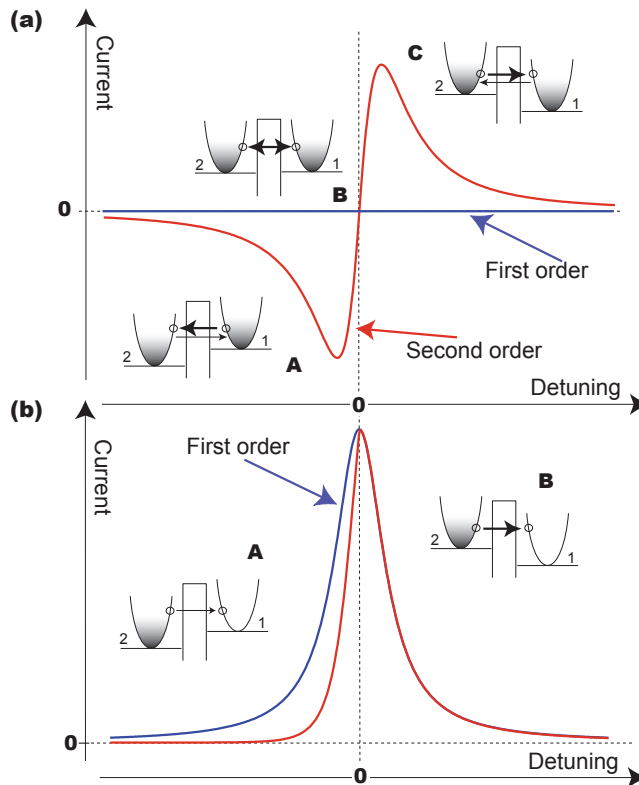 (a)
Current
C
2
1
2
1
B
0
First order
2
1
Second order
A
0
Detuning
(b)
Current
First order
B
2
1
A
2
1
0
0
Detuning